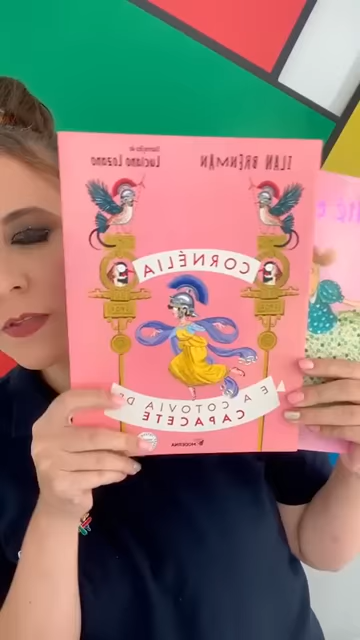 Ilustrações de
ILAN BRENMAN
Luciano Lozano
CORNÉLIA
E A COTOVIA DE
CAPACETE
MODERNA